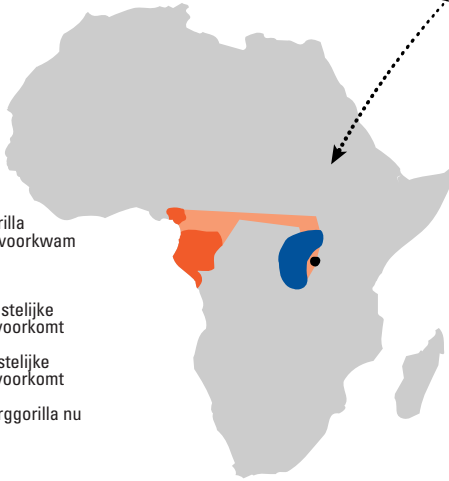 rilla
voorkwam
stelijke
voorkomt
stelijke
voorkomt
rggorilla nu